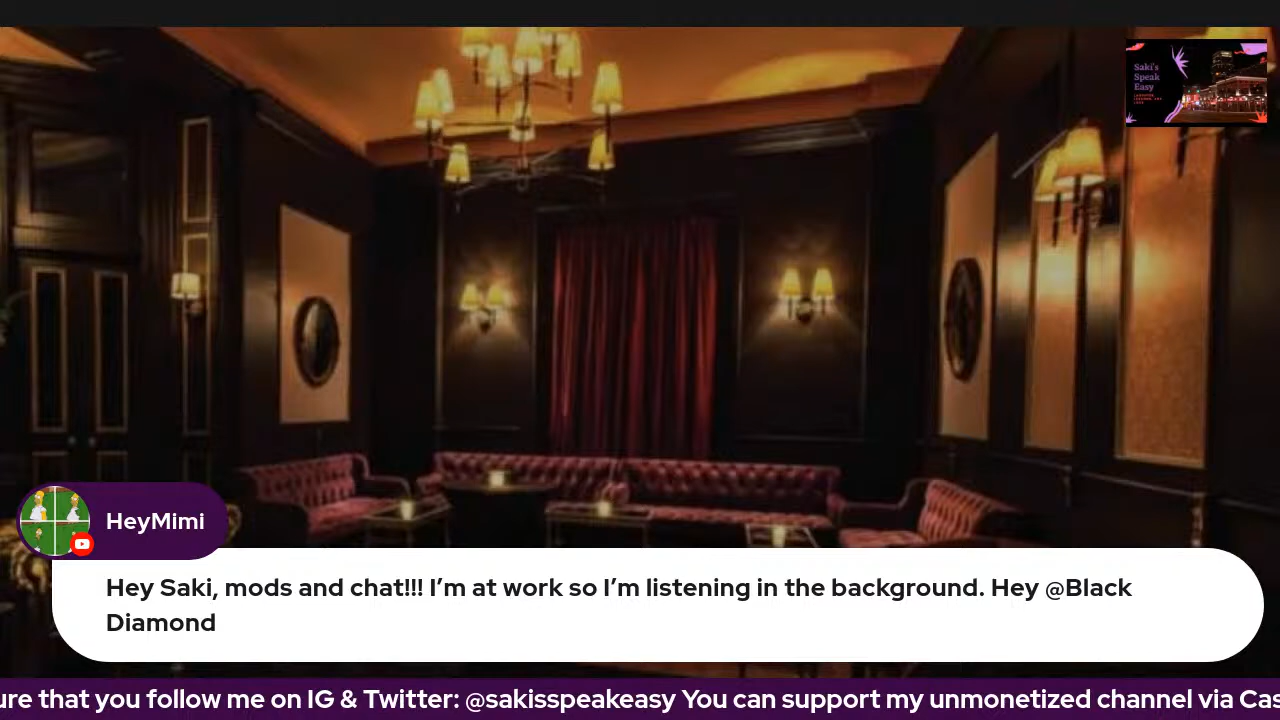 Saki's
Speak
Easy
HeyMimi
Hey Saki, mods and chat!!! I’m at work so I’m listening in the background. Hey @Black
Diamond
ure that you follow me on IG & Twitter: @sakisspeakeasy You can support my unmonetized channel via Cas